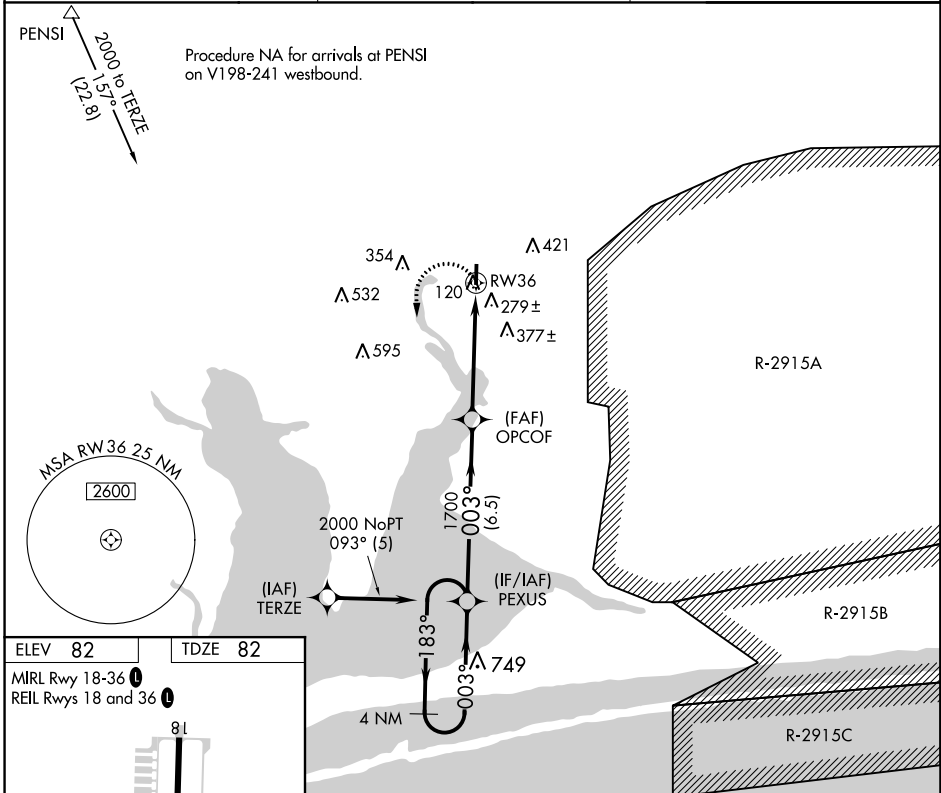 PENSI
2000 to TERZE
157°
(22.8)
Procedure NA for arrivals at PENSI
on V198-241 westbound.
421
354
120
RW36
532
279±
377±
595
R-2915A
(FAF)
OPCOF
MSA RW36 25 NM
2600
1700
003°
(6.5)
2000 NoPT
093° (5)
(IAF)
TERZE
(IF/IAF)
PEXUS
R-2915B
183°
003°
749
4 NM
R-2915C
ELEV 82
TDZE 82
MIRL Rwy 18-36 L
REIL Rwys 18 and 36 L
18